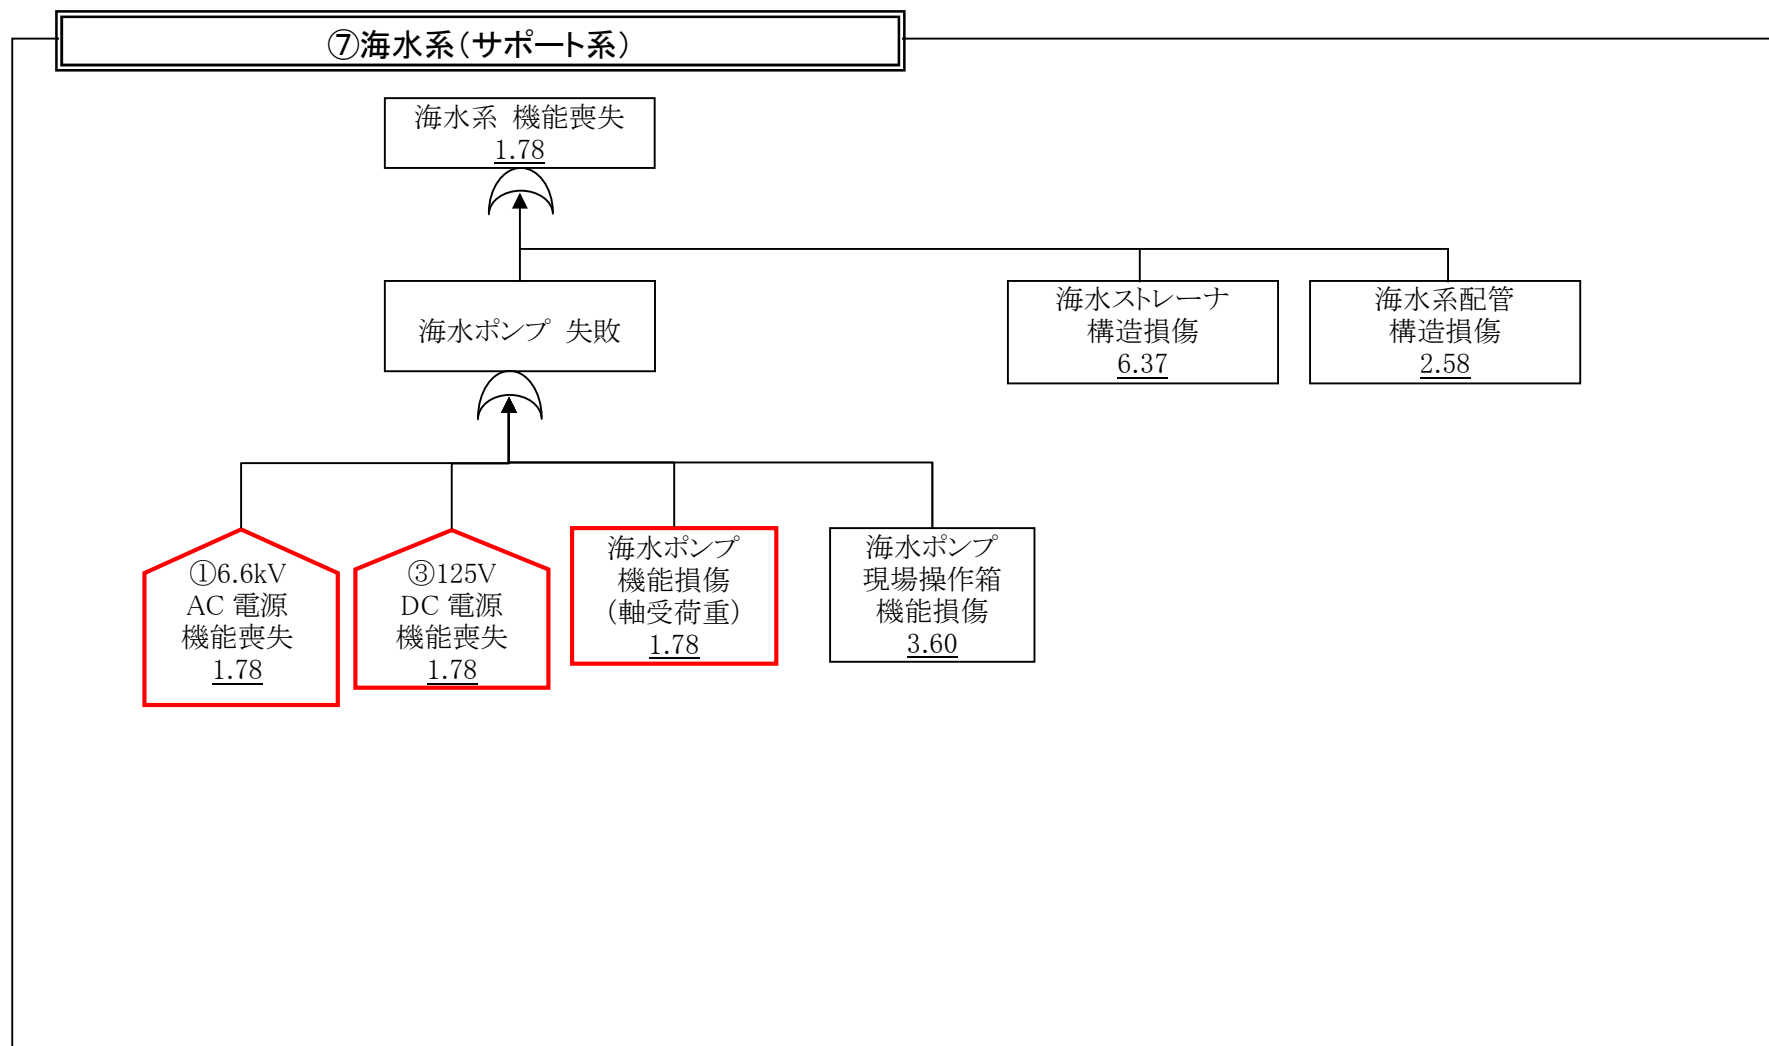 ⑦海水系(サポート系)
海水系 機能喪失
1.78
海水ポンプ 失敗
海水ストレーナ
構造損傷
6.37
海水系配管
構造損傷
2.58
①6.6kV
AC 電源
機能喪失
1.78
③125V
DC 電源
機能喪失
1.78
海水ポンプ
機能損傷
(軸受荷重)
1.78
海水ポンプ
現場操作箱
機能損傷
3.60